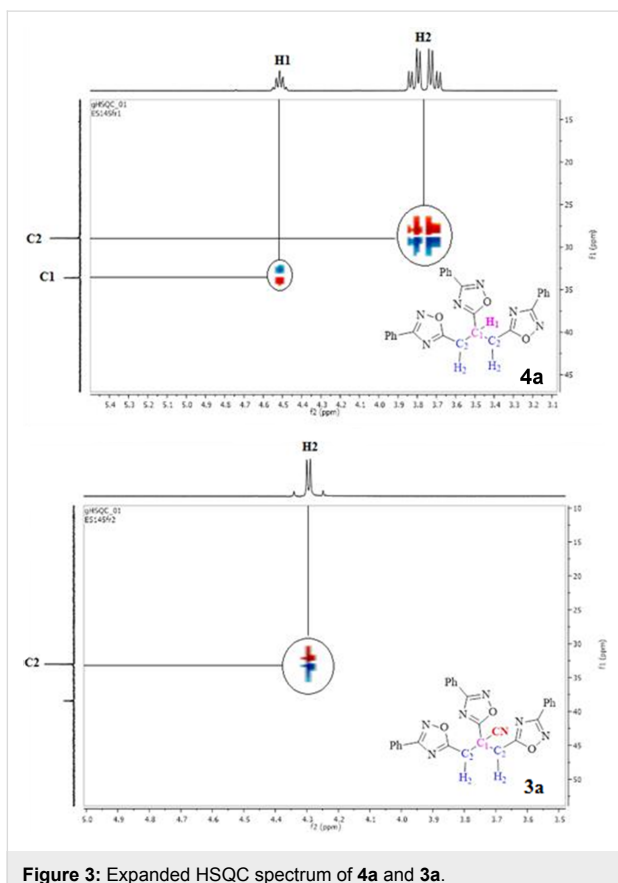 H1
H2
gHSQC_01
ES14Sfr1
C2
C1
15
20
25
30
35
40
45
f1 (ppm)
Ph
N
N
O
Ph
N
O
N
Ph
N
O
N
H1
C2
C1
C2
H2
H2
4a
5.4 5.3 5.2 5.1 5.0 4.9 4.8 4.7 4.6 4.5 4.4 4.3 4.2 4.1 4.0 3.9 3.8 3.7 3.6 3.5 3.4 3.3 3.2 3.1
f2 (ppm)
H2
gHSQC_01
ES14Sfr2
C2
10
15
20
25
30
35
40
45
50
f1 (ppm)
Ph
N
N
O
Ph
N
O
N
Ph
N
O
N
CN
C2
C1
C2
H2
H2
3a
5.0 4.9 4.8 4.7 4.6 4.5 4.4 4.3 4.2 4.1 4.0 3.9 3.8 3.7 3.6 3.5
f2 (ppm)
Figure 3: Expanded HSQC spectrum of 4a and 3a.